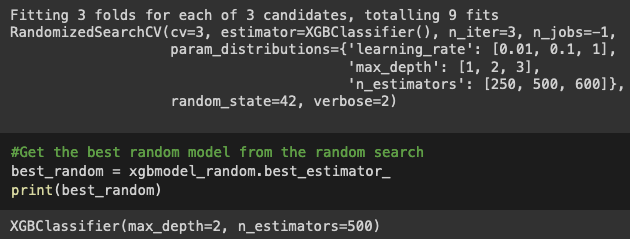 Fitting 3 folds for each of 3 candidates, totalling 9 fits
RandomizedSearchCV(cv=3, estimator=XGBClassifier(), n_iter=3, n_jobs=-1,
                   param_distributions={'learning_rate': [0.01, 0.1, 1],
                                        'max_depth': [1, 2, 3],
                                        'n_estimators': [250, 500, 600]},
                   random_state=42, verbose=2)
#Get the best random model from the random search
best_random = xgbmodel_random.best_estimator_
print(best_random)
XGBClassifier(max_depth=2, n_estimators=500)